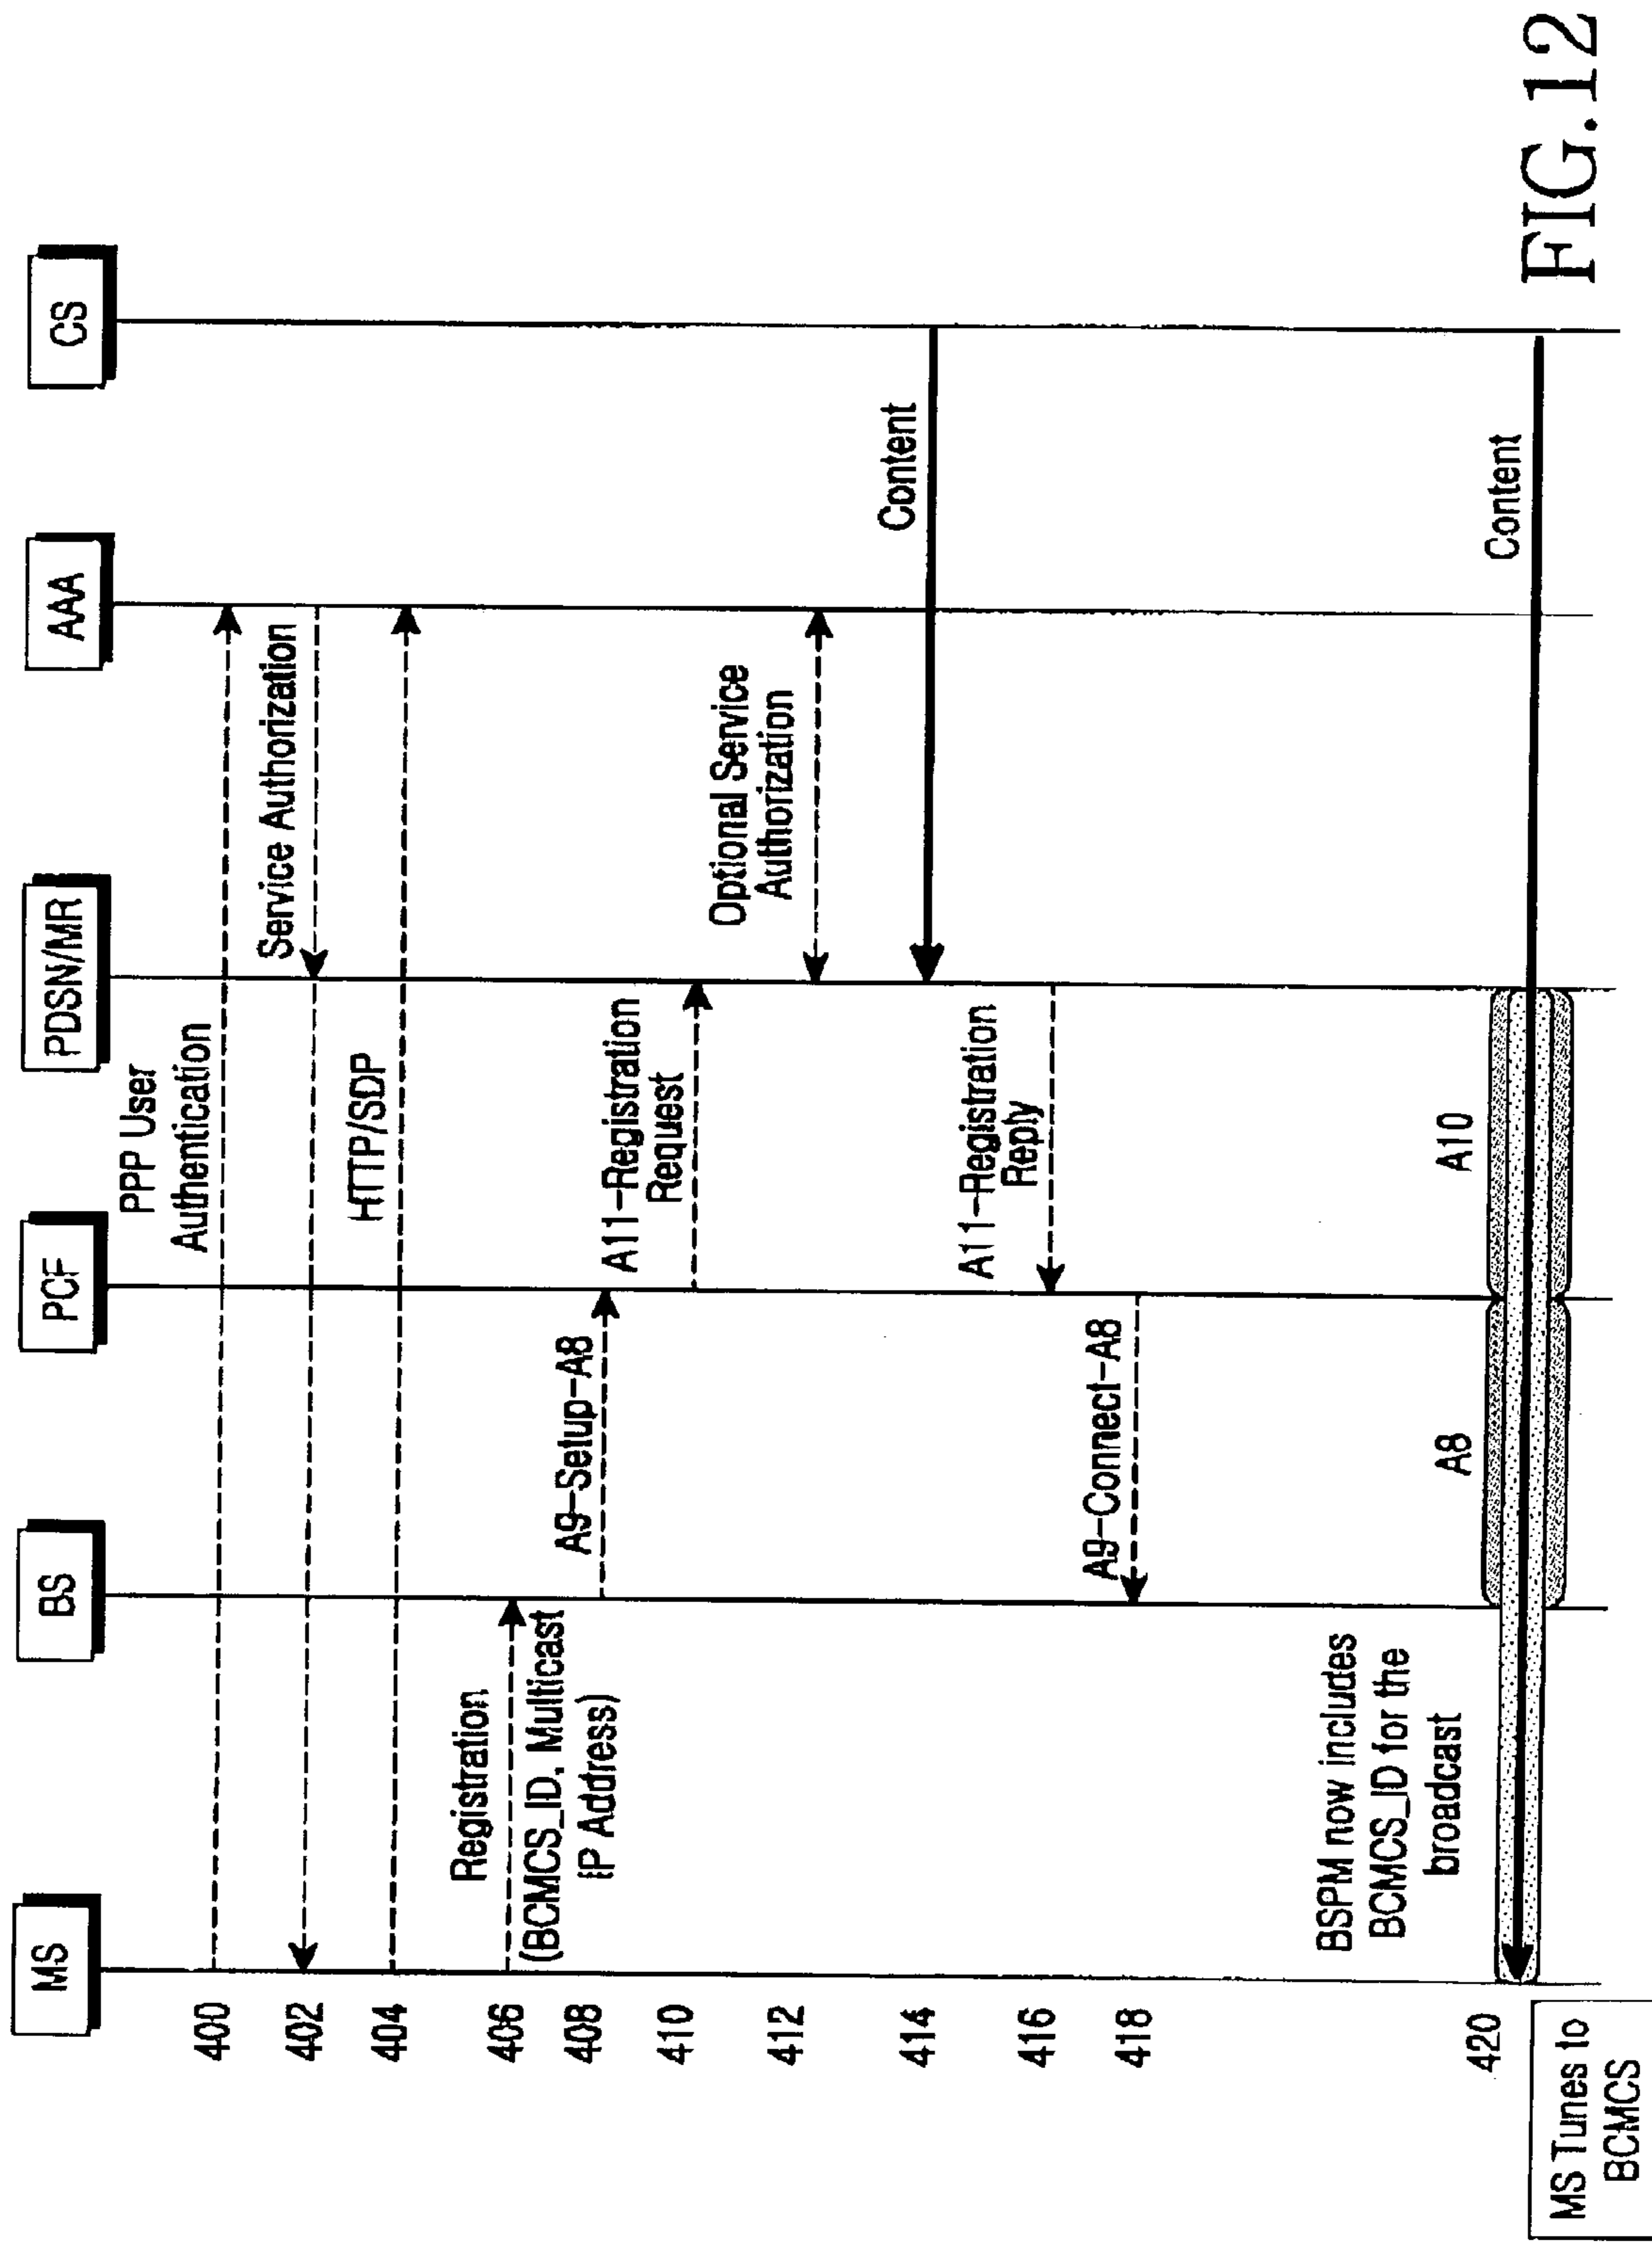 MS
BS
PCF
PDSN/MR
AAA
CS
400
PPP User
Authentication
402
Service Authorization
404
HTTP/SDP
406
Registration
(BCMCS_ID, Multicast
IP Address)
408
A9-Setup-A8
410
A11-Registration
Request
412
Optional Service
Authorization
414
Content
416
A11-Registration
Reply
418
A9-Connect-A8
BSPM now includes
BCMCS_ID for the
broadcast
420
A8
A10
Content
MS Tunes to
BCMCS
FIG.12